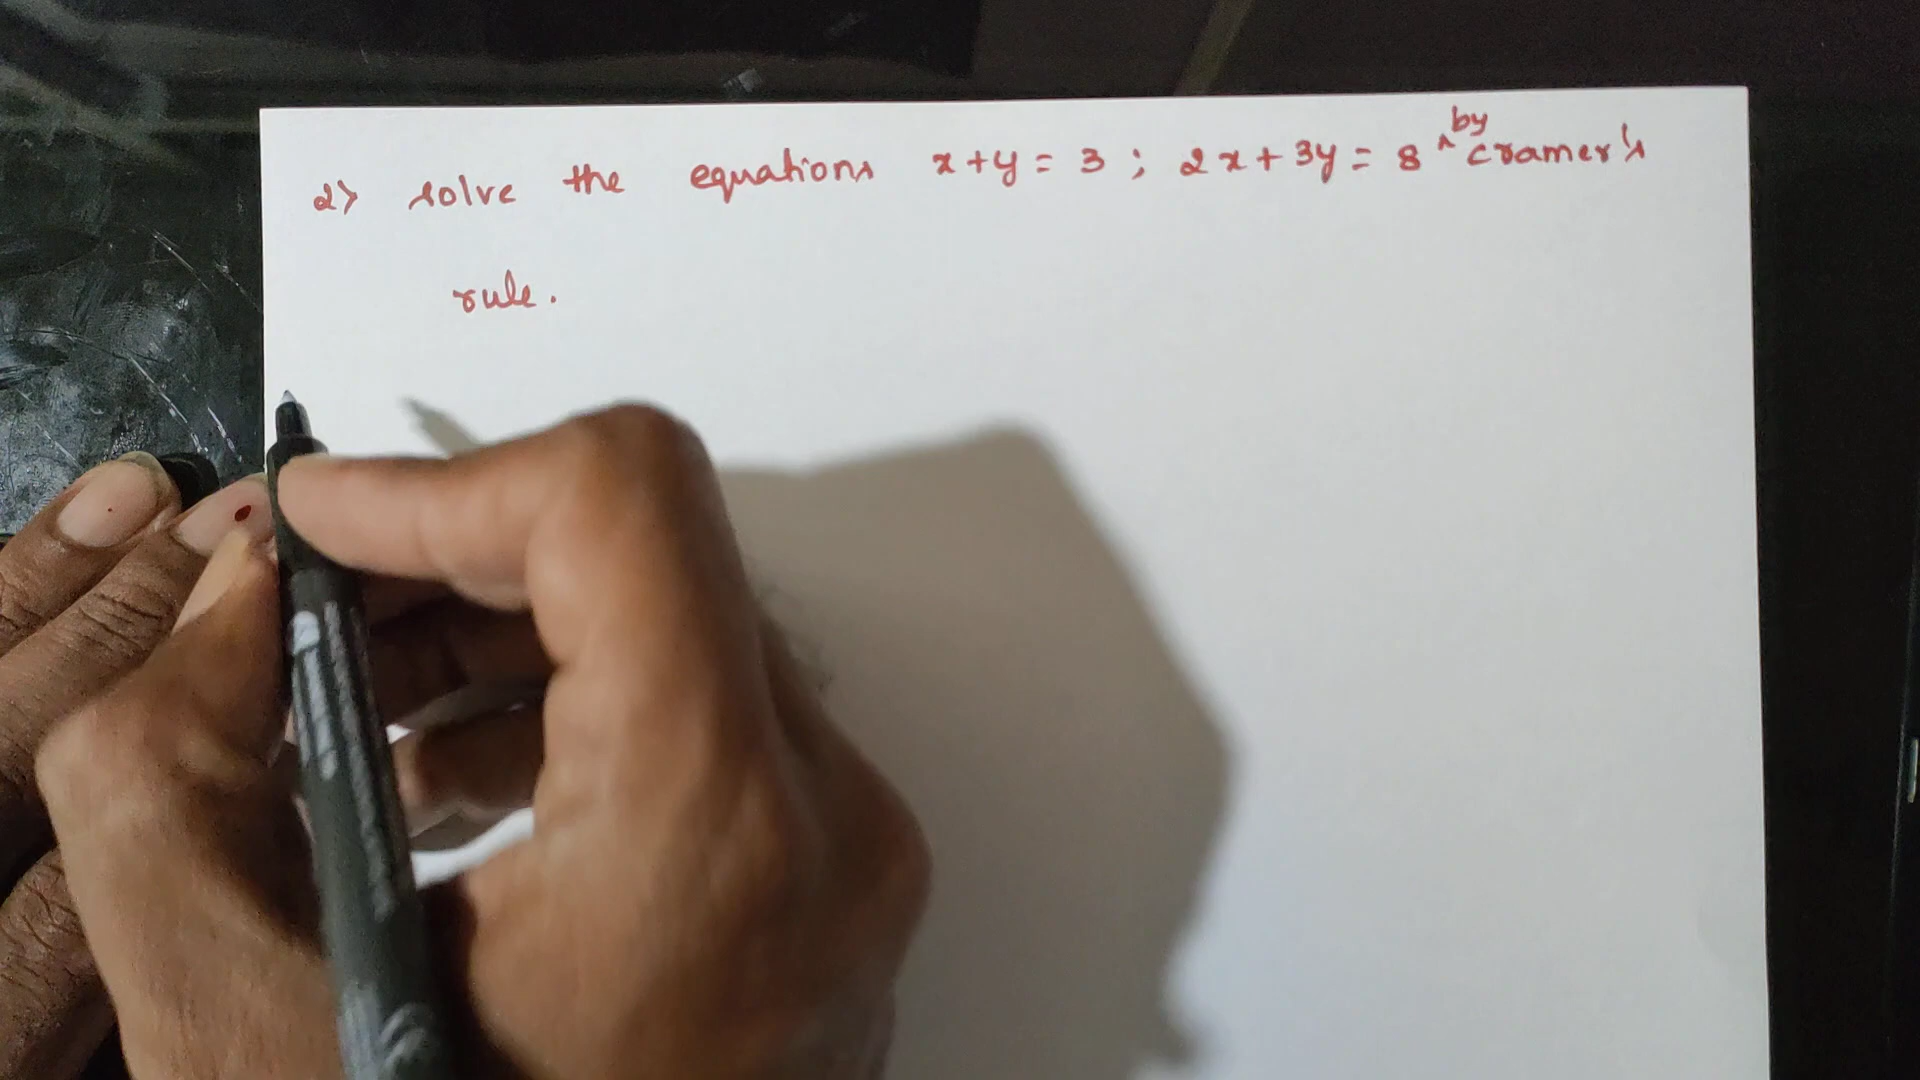 2) solve the equations x+y = 3 ; 2x+3y = 8 ^by cramer's
rule.